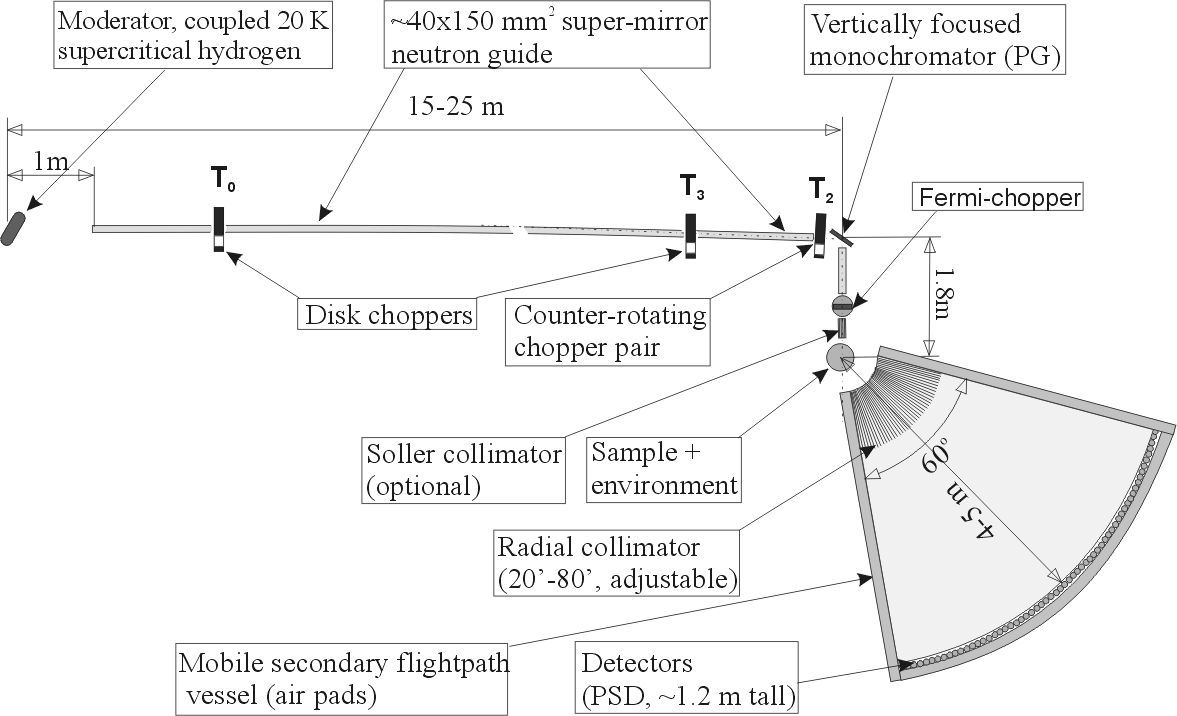 Moderator, coupled 20 K
supercritical hydrogen
~40x150 mm² super-mirror
neutron guide
Vertically focused
monochromator (PG)
15-25 m
1m
T₀
T₃
T₂
Fermi-chopper
1.8m
Disk choppers
Counter-rotating
chopper pair
Soller collimator
(optional)
Sample +
environment
60°
4-5 m
Radial collimator
(20’-80’, adjustable)
Mobile secondary flightpath
vessel (air pads)
Detectors
(PSD, ~1.2 m tall)